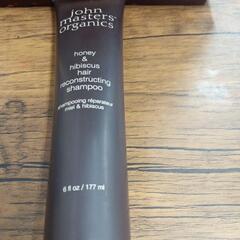 john
masters
organics
honey
&
hibiscus
hair
reconstructing
shampoo
shampooing réparateur
miel & hibiscus
6 fl oz / 177 ml